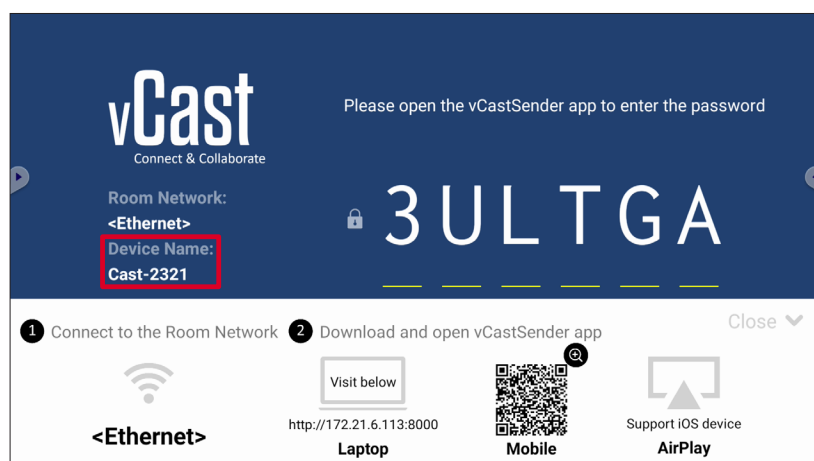 vCast
Connect & Collaborate
Please open the vCastSender app to enter the password
Room Network:
<Ethernet>
Device Name:
Cast-2321
3ULTGA
1 Connect to the Room Network
2 Download and open vCastSender app
Close
<Ethernet>
Visit below
http://172.21.6.113:8000
Laptop
Mobile
Support iOS device
AirPlay